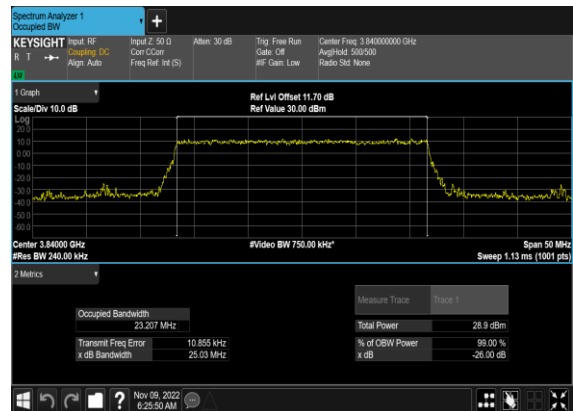 Spectrum Analyzer 1
Occupied BW
+
KEYSIGHT Input: RF Input Z: 50 Ω Atten: 30 dB Trig: Free Run Center Freq: 3.840000000 GHz
R T Coupling: DC Corr CCorr Gate: Off Avg|Hold: 500/500
Align: Auto Freq Ref: Int (S) #IF Gain: Low Radio Std: None
LW
1 Graph Ref Lvl Offset 11.70 dB
Scale/Div 10.0 dB Ref Value 30.00 dBm
Log
20.0
10.0
0.00
-10.0
-20.0
-30.0
-40.0
-50.0
-60.0
Center 3.84000 GHz #Video BW 750.00 kHz* Span 50 MHz
#Res BW 240.00 kHz Sweep 1.13 ms (1001 pts)
2 Metrics
Measure Trace Trace 1
Occupied Bandwidth
23.207 MHz Total Power 28.9 dBm
Transmit Freq Error 10.855 kHz % of OBW Power 99.00 %
x dB Bandwidth 25.03 MHz x dB -26.00 dB
? Nov 09, 2022
6:25:50 AM